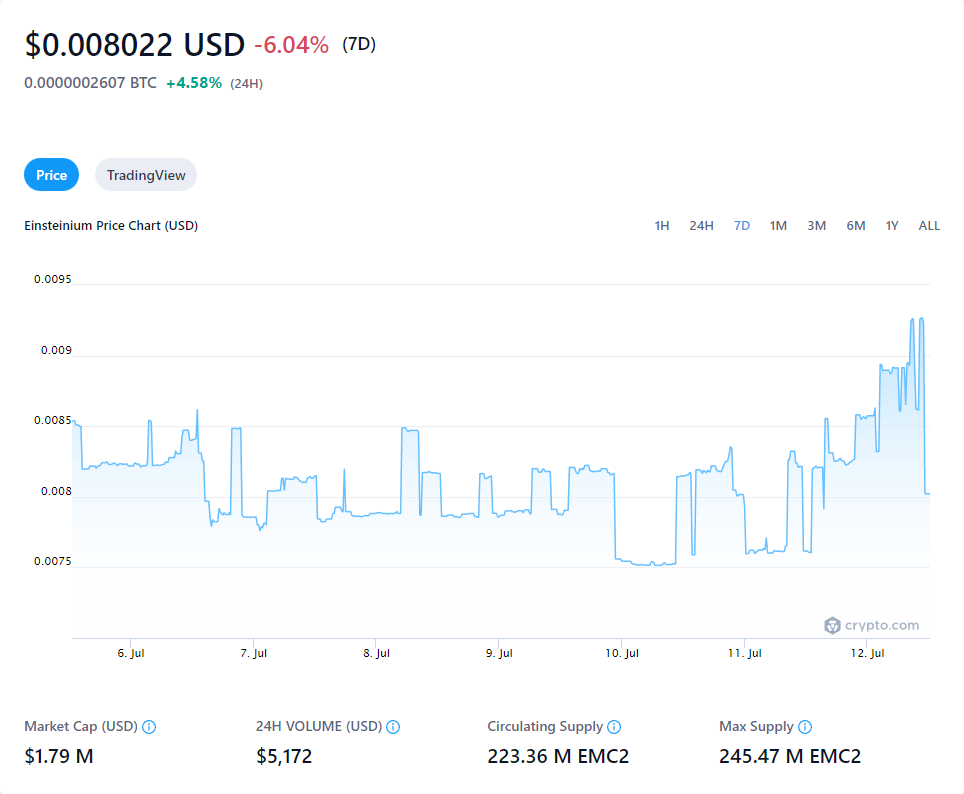 $0.008022 USD -6.04% (7D)
0.0000002607 BTC +4.58% (24H)
Price TradingView
Einsteinium Price Chart (USD) 1H 24H 7D 1M 3M 6M 1Y ALL
0.0095
0.009
0.0085
0.008
0.0075
crypto.com
6. Jul 7. Jul 8. Jul 9. Jul 10. Jul 11. Jul 12. Jul
Market Cap (USD) 24H VOLUME (USD) Circulating Supply Max Supply
$1.79 M $5,172 223.36 M EMC2 245.47 M EMC2